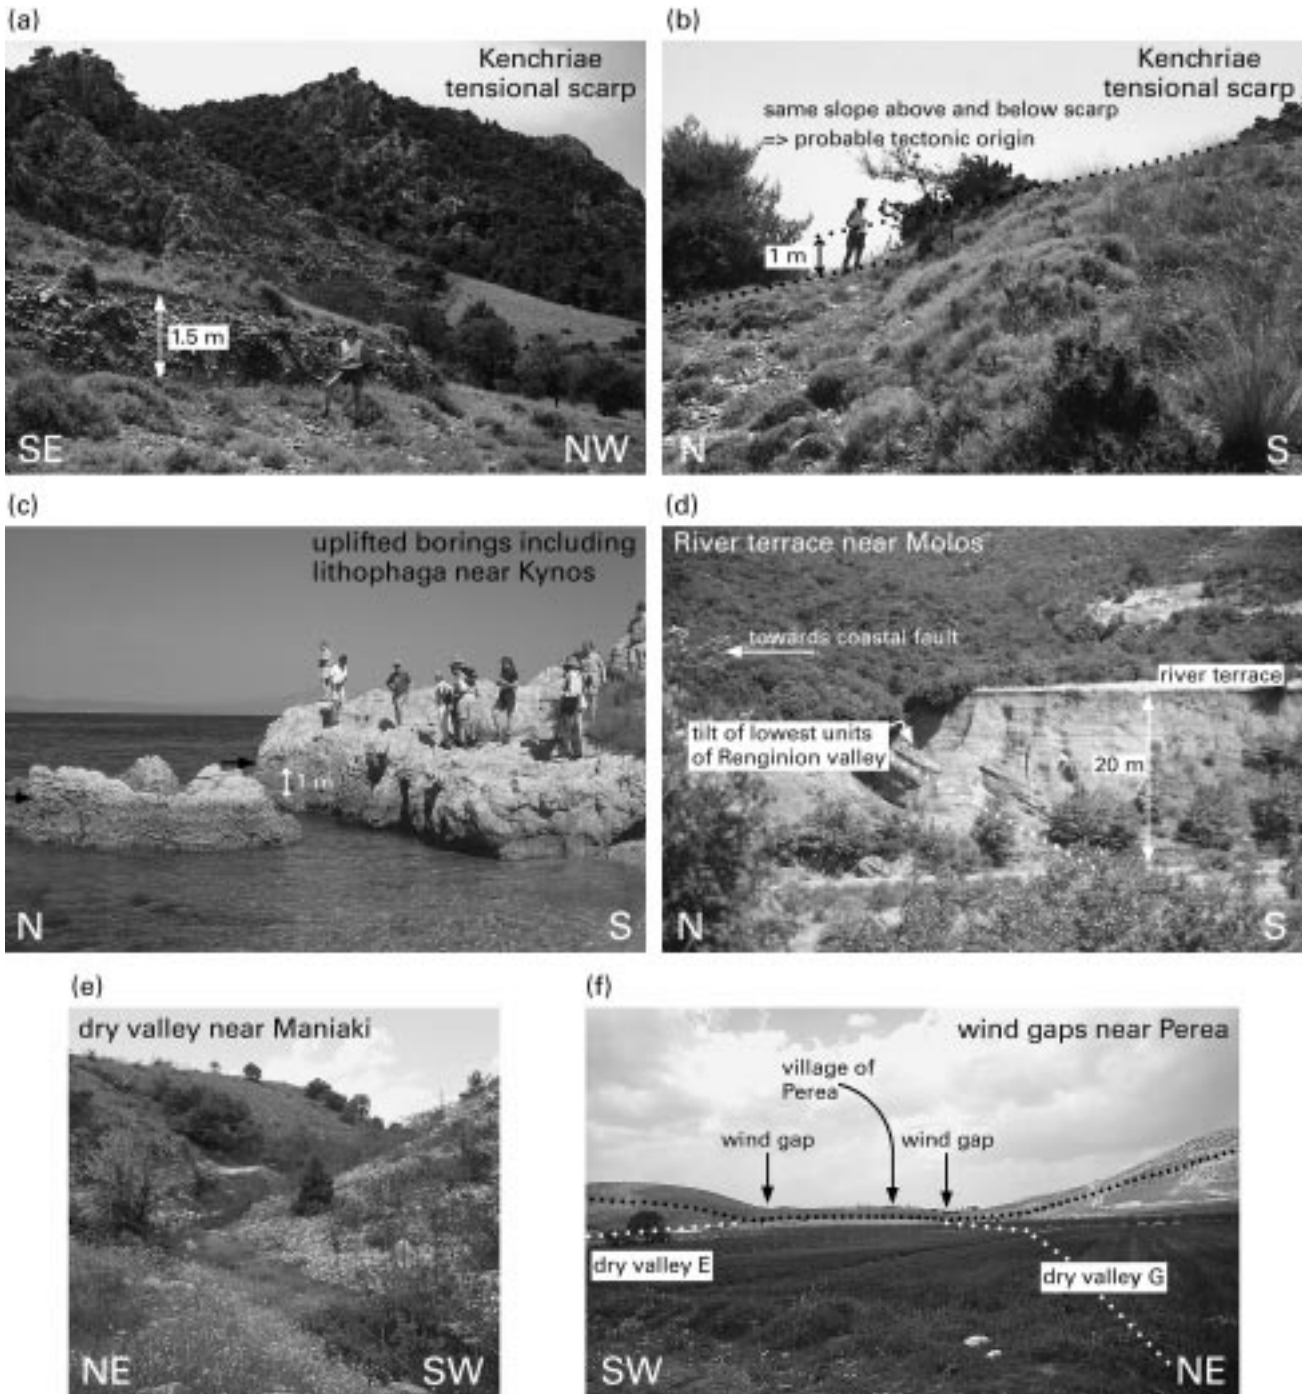 (a)
Kenchriae
tensional scarp
1.5 m
SE
NW
(b)
Kenchriae
tensional scarp
same slope above and below scarp
=> probable tectonic origin
1 m
N
S
(c)
uplifted borings including
lithophaga near Kynos
1 m
N
S
(d)
River terrace near Molos
towards coastal fault
river terrace
tilt of lowest units
of Renginion valley
20 m
N
S
(e)
dry valley near Maniaki
NE
SW
(f)
wind gaps near Perea
village of
Perea
wind gap
wind gap
dry valley E
dry valley G
SW
NE